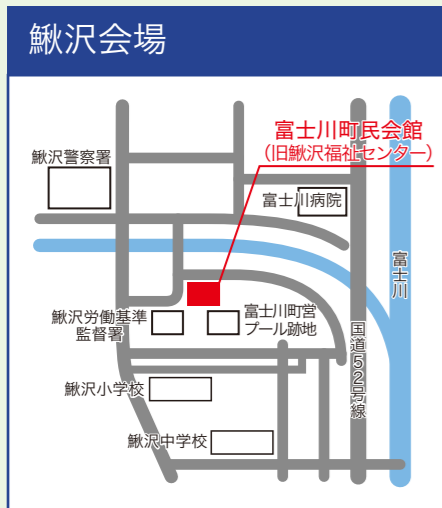 鰍沢会場
富士川町民会館
（旧鰍沢福祉センター）
鰍沢警察署
富士川病院
富士川
鰍沢労働基準
監督署
富士川町営
プール跡地
国道52号線
鰍沢小学校
鰍沢中学校